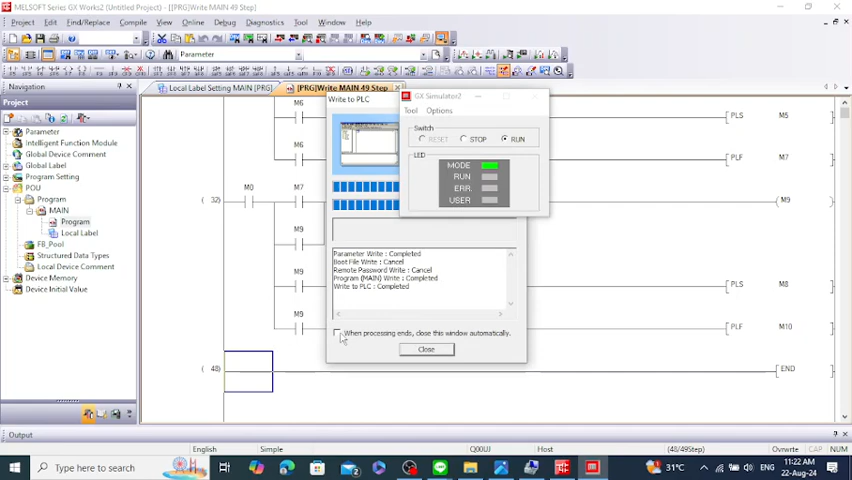 MELSOFT Series GX Works2 (Untitled Project) - [[PRG]Write MAIN 49 Step]
Project Edit Find/Replace Compile View Online Debug Diagnostics Tool Window Help
Parameter
Navigation
Local Label Setting MAIN [PRG]
[PRG]Write MAIN 49 Step
Project
Parameter
Intelligent Function Module
Global Device Comment
Global Label
Program Setting
POU
Program
MAIN
Program
Local Label
FB_Pool
Structured Data Types
Local Device Comment
Device Memory
Device Initial Value
M6
PLS M5
M6
PLF M7
( 32)
M0
M7
M9
M9
M9
PLS M8
M9
PLF M10
( 48)
END
Write to PLC
Parameter Write : Completed
Boot File Write : Cancel
Remote Password Write : Cancel
Program (MAIN) Write : Completed
Write to PLC : Completed
When processing ends, close this window automatically.
Close
GX Simulator2
Tool Options
Switch
RESET STOP RUN
LED
MODE
RUN
ERR.
USER
Output
English Simple Q00UJ Host (48/49Step) Ovrwrte CAP NUM
Type here to search
31°C
ENG
11:22 AM
22-Aug-24